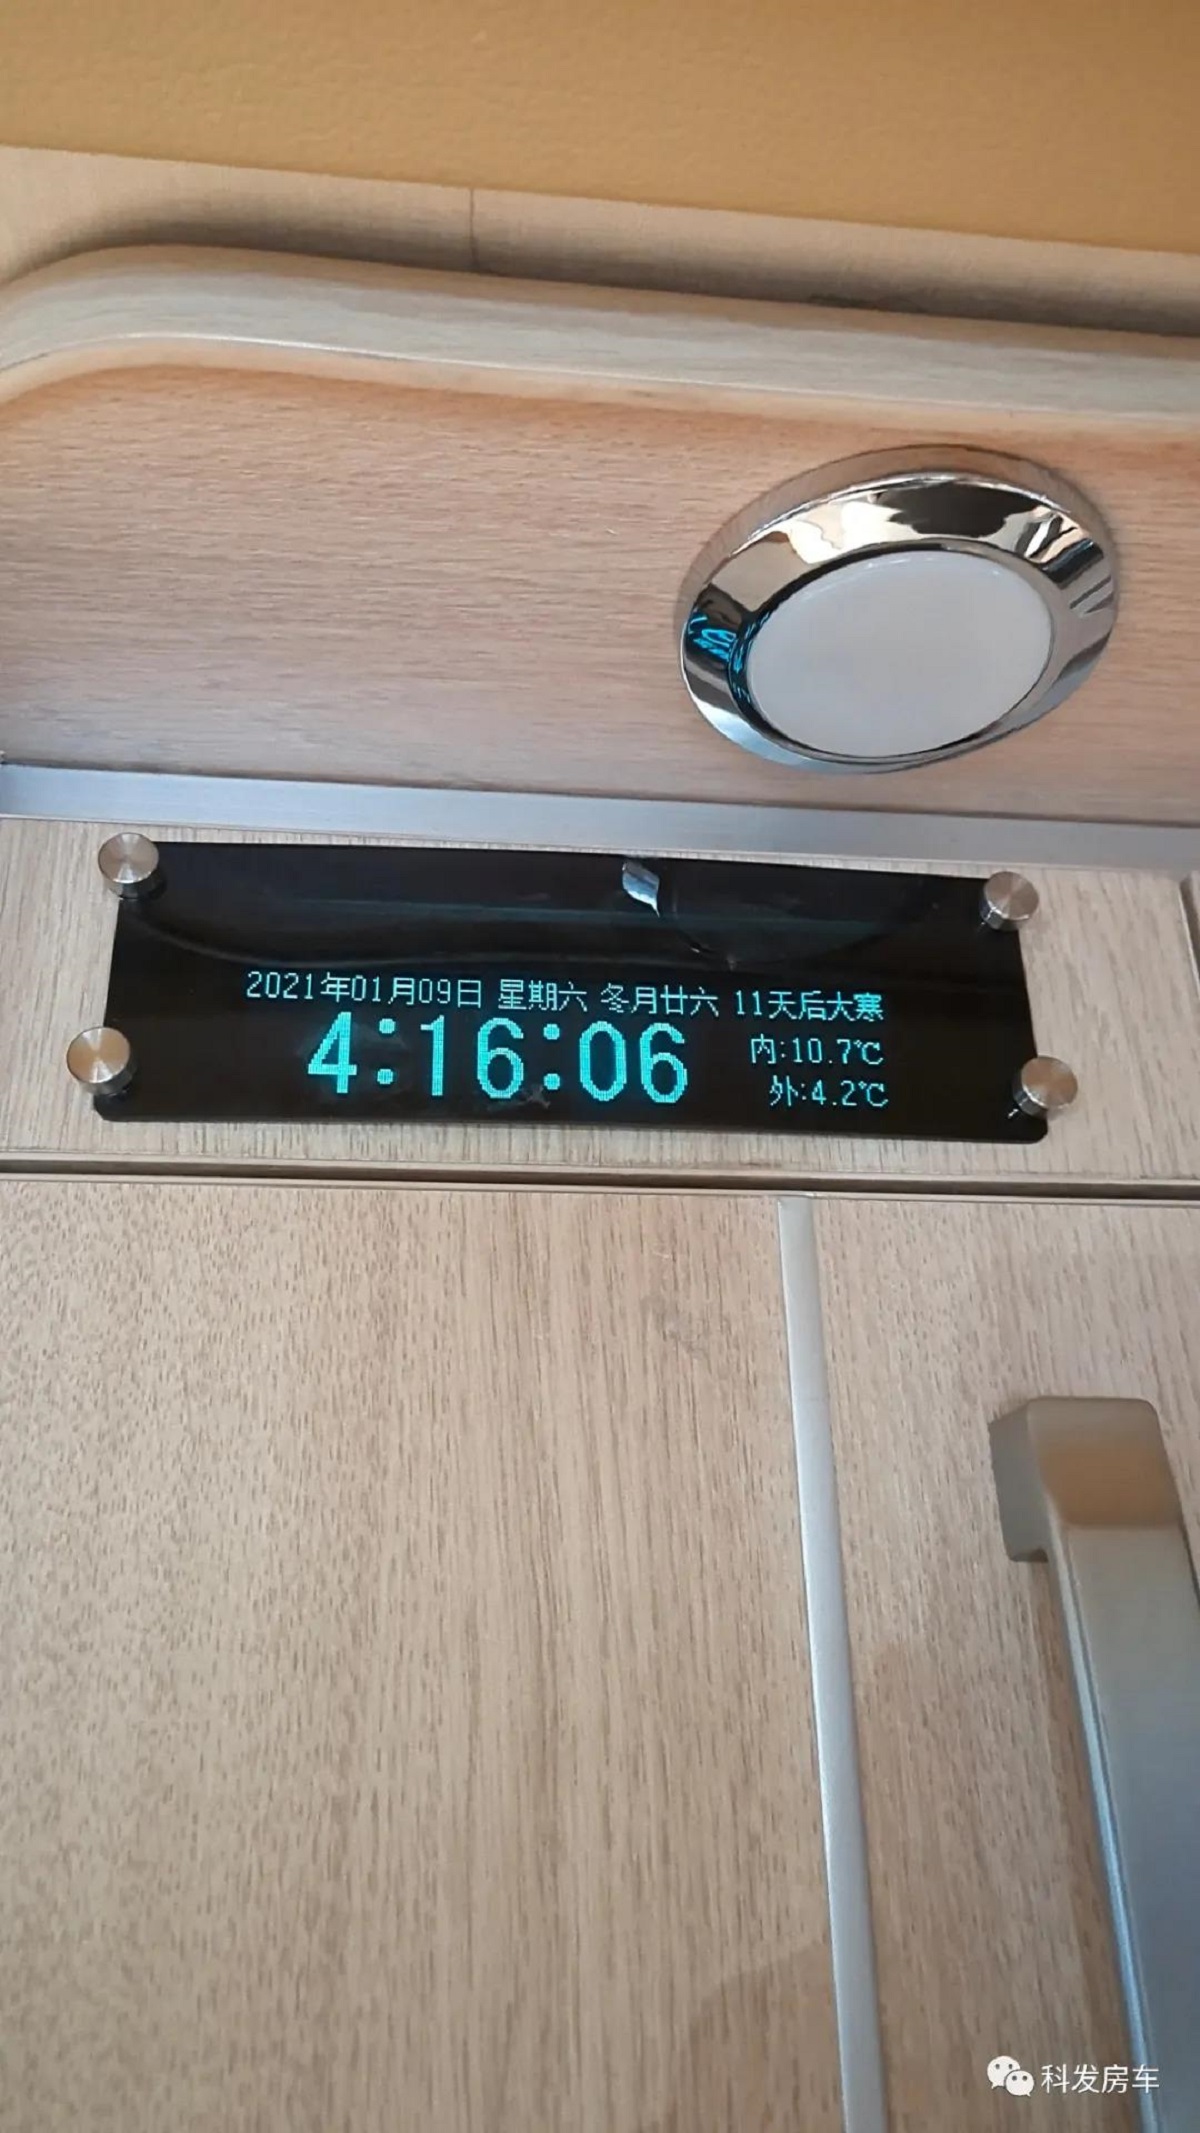 2021年01月09日 星期六 冬月廿六 11天后大寒
4:16:06
内:10.7℃
外:4.2℃
科发房车